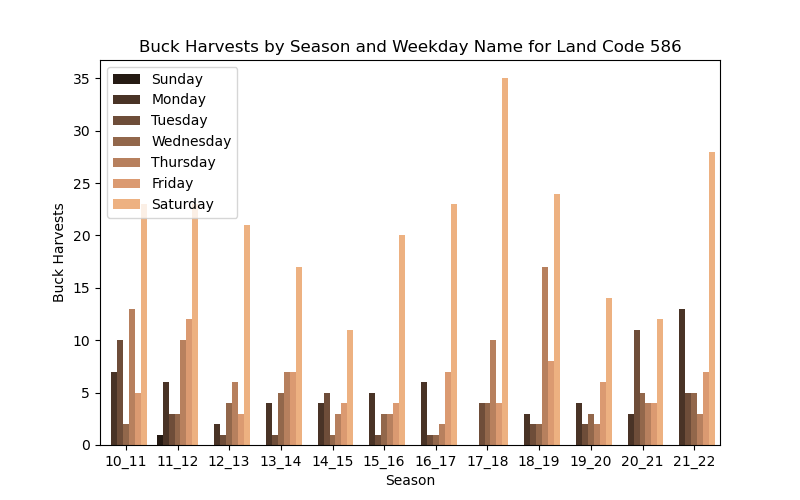 Buck Harvests by Season and Weekday Name for Land Code 586
Buck Harvests
35
30
25
20
15
10
5
0
Sunday
Monday
Tuesday
Wednesday
Thursday
Friday
Saturday
10_11 11_12 12_13 13_14 14_15 15_16 16_17 17_18 18_19 19_20 20_21 21_22
Season